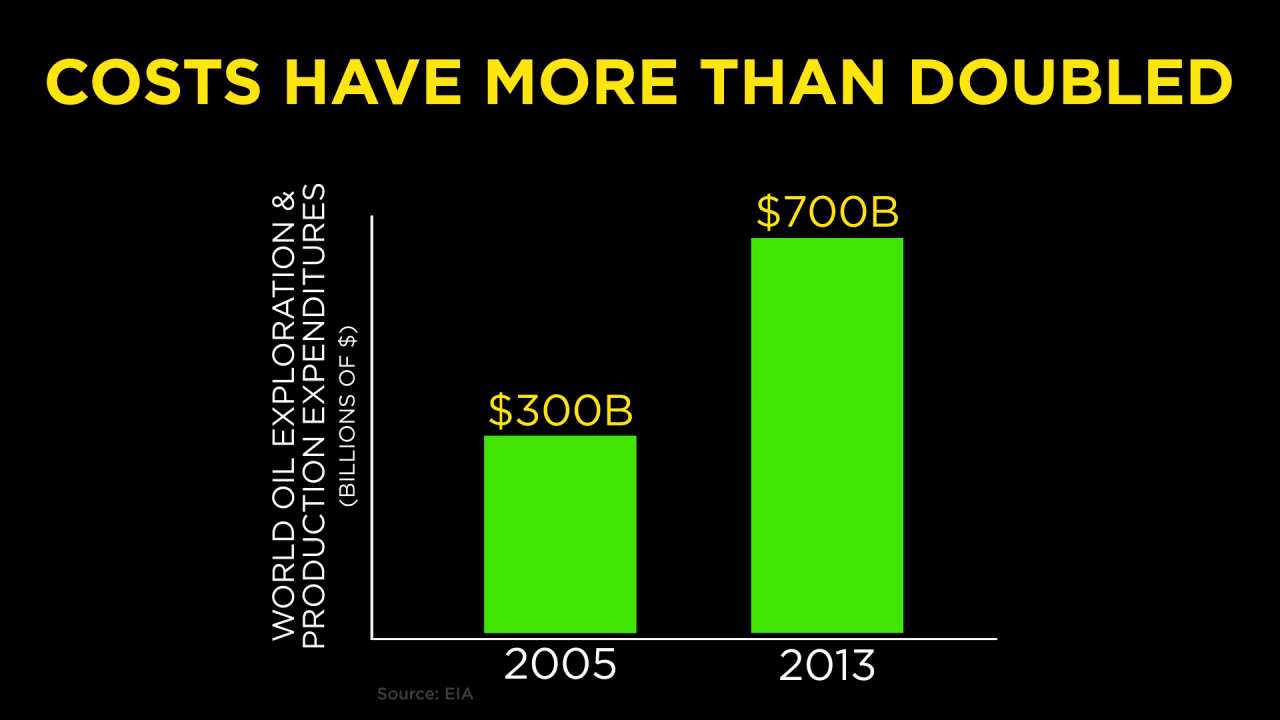 COSTS HAVE MORE THAN DOUBLED
WORLD OIL EXPLORATION &
PRODUCTION EXPENDITURES
(BILLIONS OF $)
$300B
$700B
2005
2013
Source: EIA